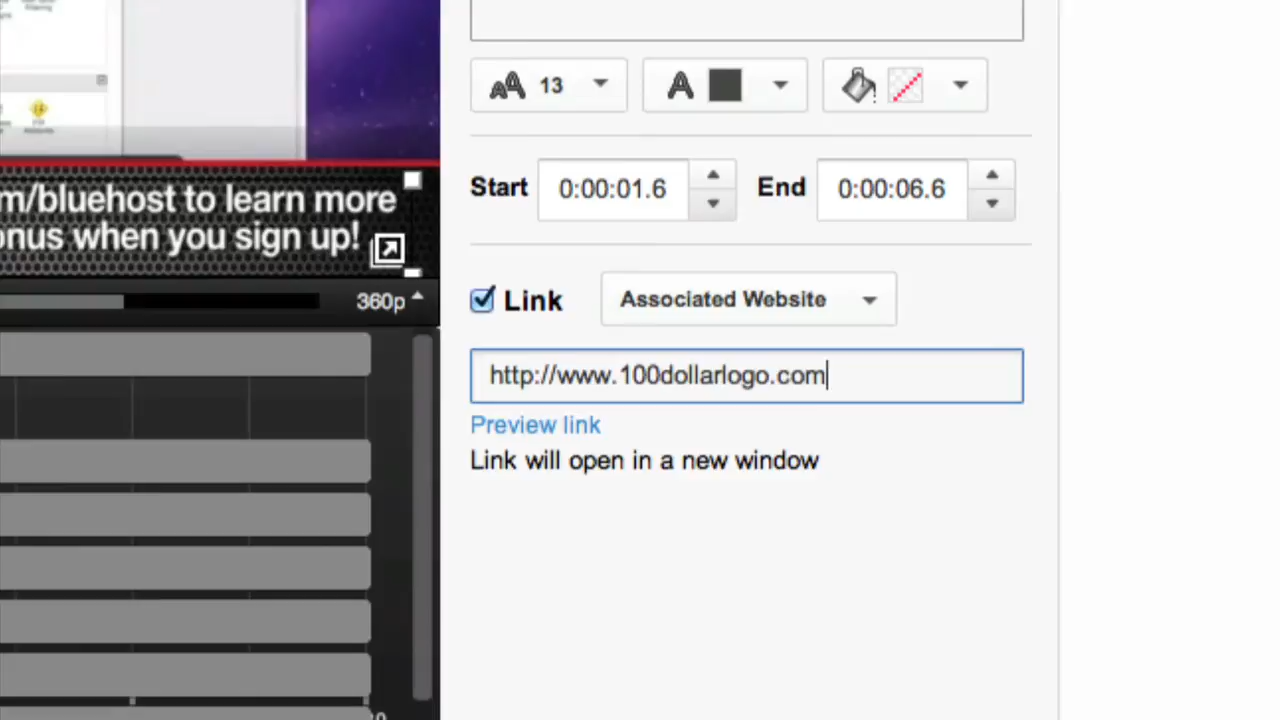 13
Start 0:00:01.6 End 0:00:06.6
m/bluehost to learn more
onus when you sign up!
360p
Link Associated Website
http://www.100dollarlogo.com
Preview link
Link will open in a new window